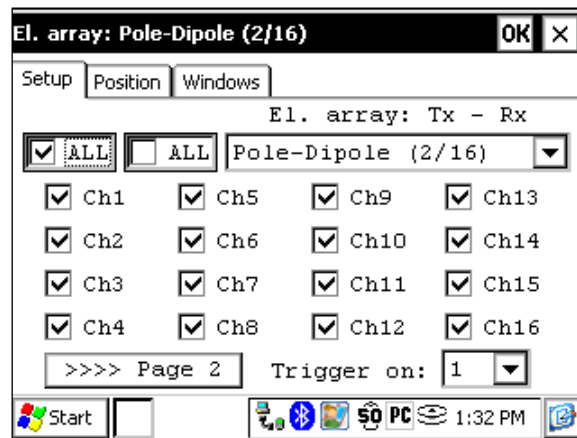 El. array: Pole-Dipole (2/16) OK ×
Setup Position Windows
El. array: Tx - Rx
ALL ALL Pole-Dipole (2/16)
Ch1 Ch5 Ch9 Ch13
Ch2 Ch6 Ch10 Ch14
Ch3 Ch7 Ch11 Ch15
Ch4 Ch8 Ch12 Ch16
>>>> Page 2 Trigger on: 1
Start PC 1:32 PM